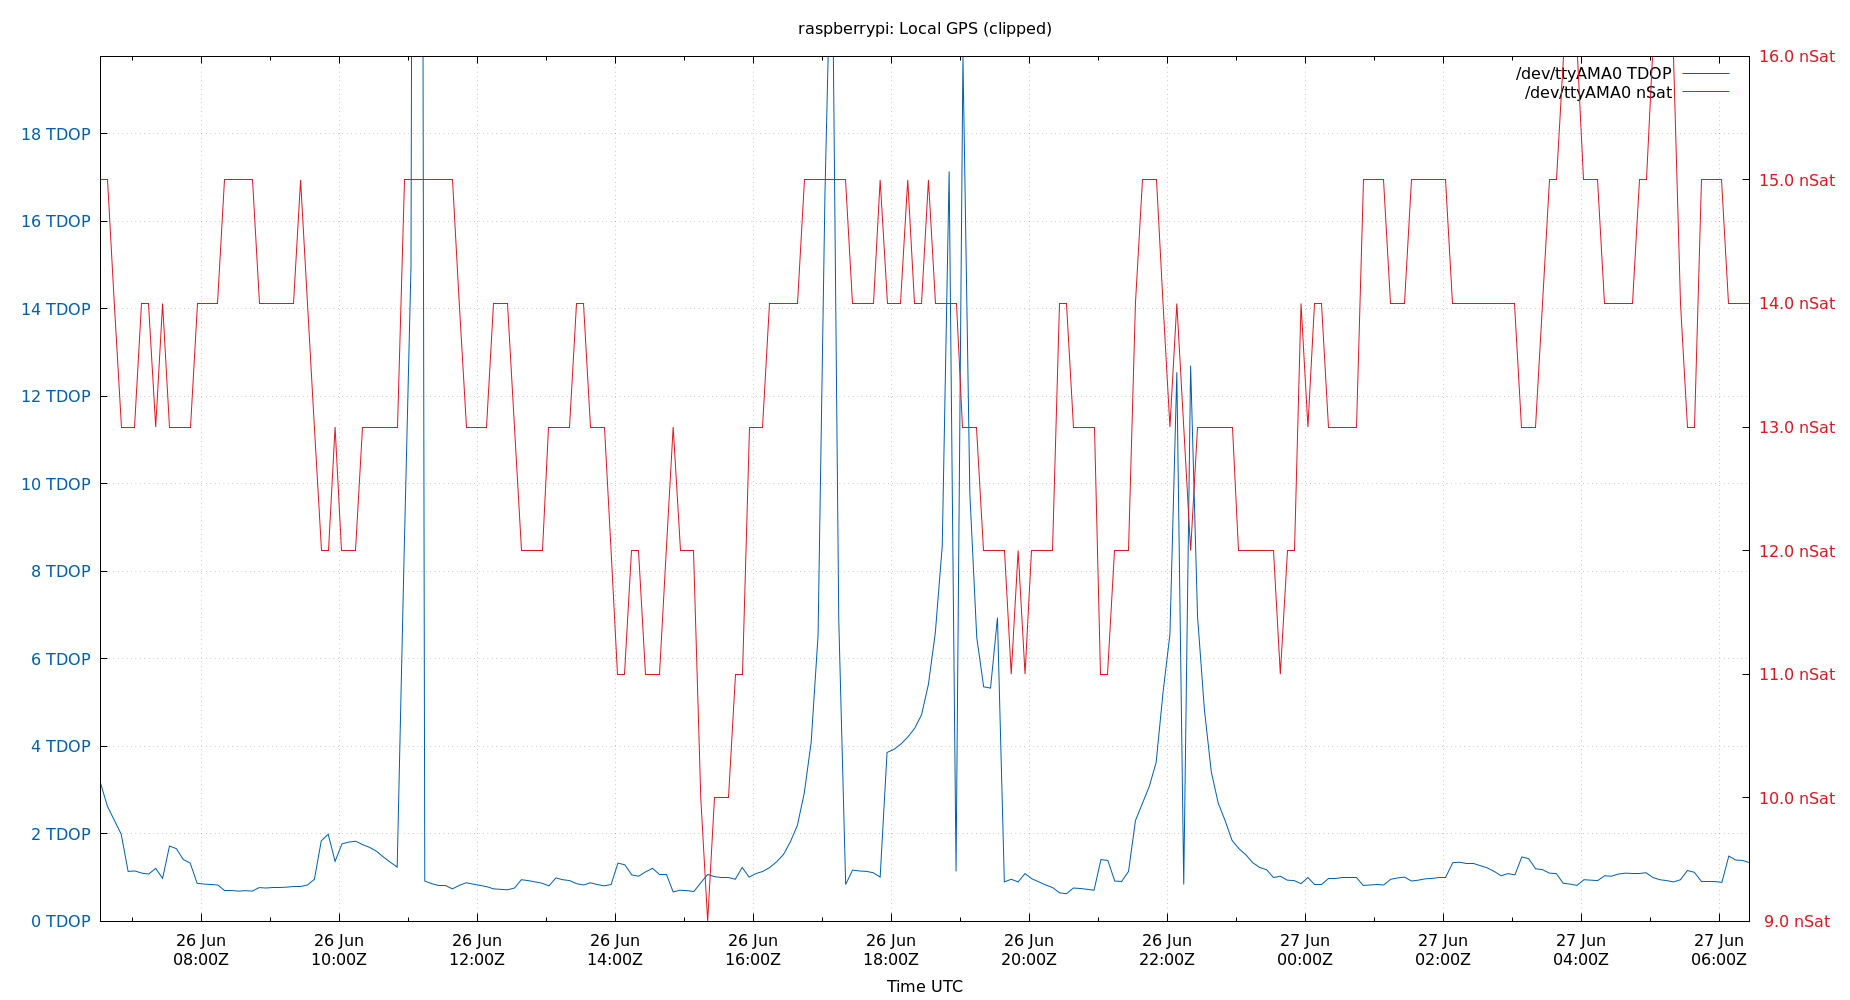 raspberrypi: Local GPS (clipped)
/dev/ttyAMA0 TDOP
/dev/ttyAMA0 nSat
18 TDOP
16 TDOP
14 TDOP
12 TDOP
10 TDOP
8 TDOP
6 TDOP
4 TDOP
2 TDOP
0 TDOP
16.0 nSat
15.0 nSat
14.0 nSat
13.0 nSat
12.0 nSat
11.0 nSat
10.0 nSat
9.0 nSat
26 Jun
08:00Z
26 Jun
10:00Z
26 Jun
12:00Z
26 Jun
14:00Z
26 Jun
16:00Z
26 Jun
18:00Z
26 Jun
20:00Z
26 Jun
22:00Z
27 Jun
00:00Z
27 Jun
02:00Z
27 Jun
04:00Z
27 Jun
06:00Z
Time UTC